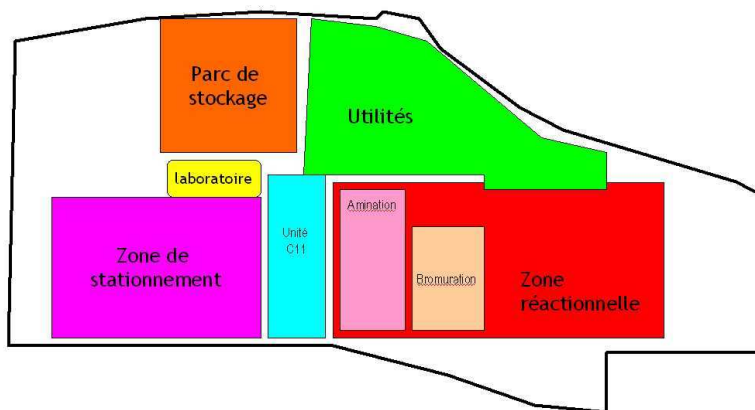 Parc de
stockage
Utilités
laboratoire
Zone de
stationnement
Unité
C11
Amination
Bromuration
Zone
réactionnelle